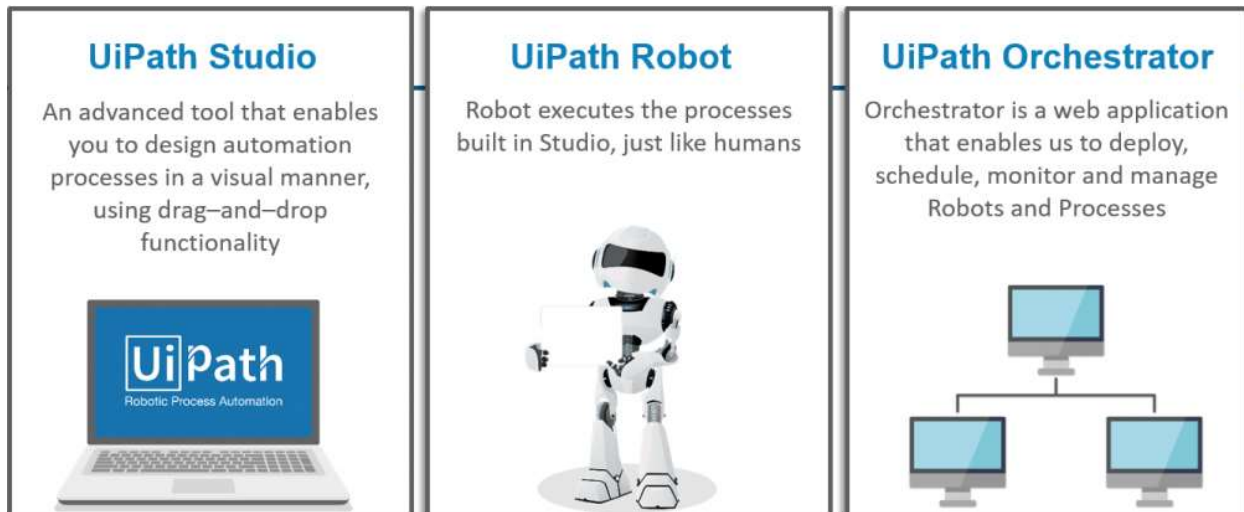 UiPath Studio
An advanced tool that enables
you to design automation
processes in a visual manner,
using drag–and–drop
functionality
UiPath
Robotic Process Automation
UiPath Robot
Robot executes the processes
built in Studio, just like humans
UiPath Orchestrator
Orchestrator is a web application
that enables us to deploy,
schedule, monitor and manage
Robots and Processes